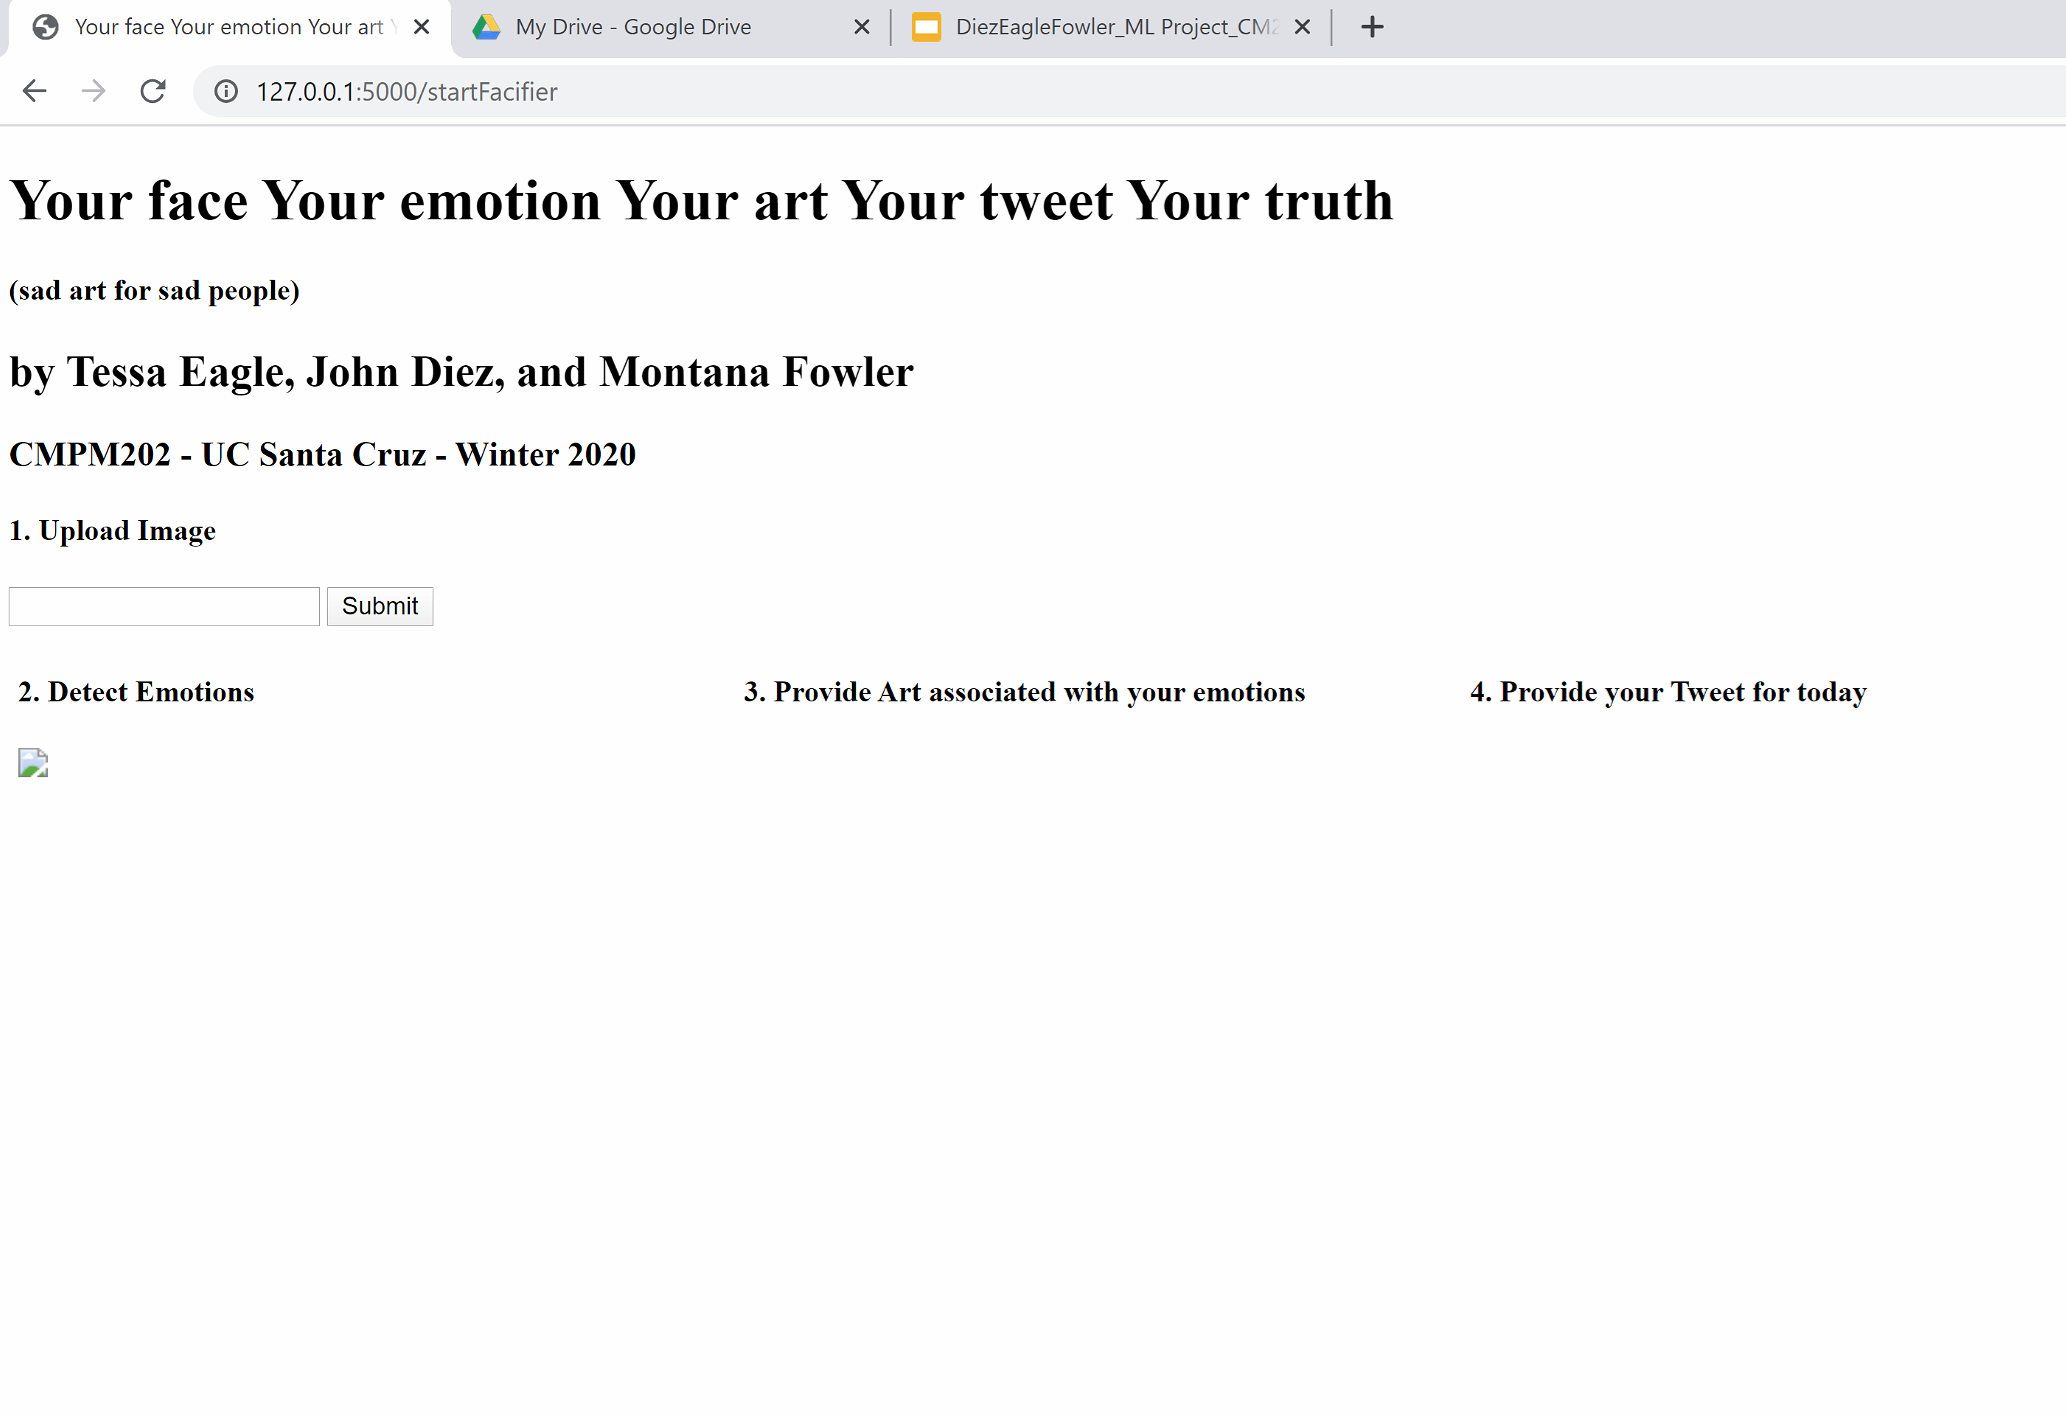 Your face Your emotion Your art
My Drive - Google Drive
DiezEagleFowler_ML Project_CM2
127.0.0.1:5000/startFacifier
Your face Your emotion Your art Your tweet Your truth
(sad art for sad people)
by Tessa Eagle, John Diez, and Montana Fowler
CMPM202 - UC Santa Cruz - Winter 2020
1. Upload Image
Submit
2. Detect Emotions
3. Provide Art associated with your emotions
4. Provide your Tweet for today